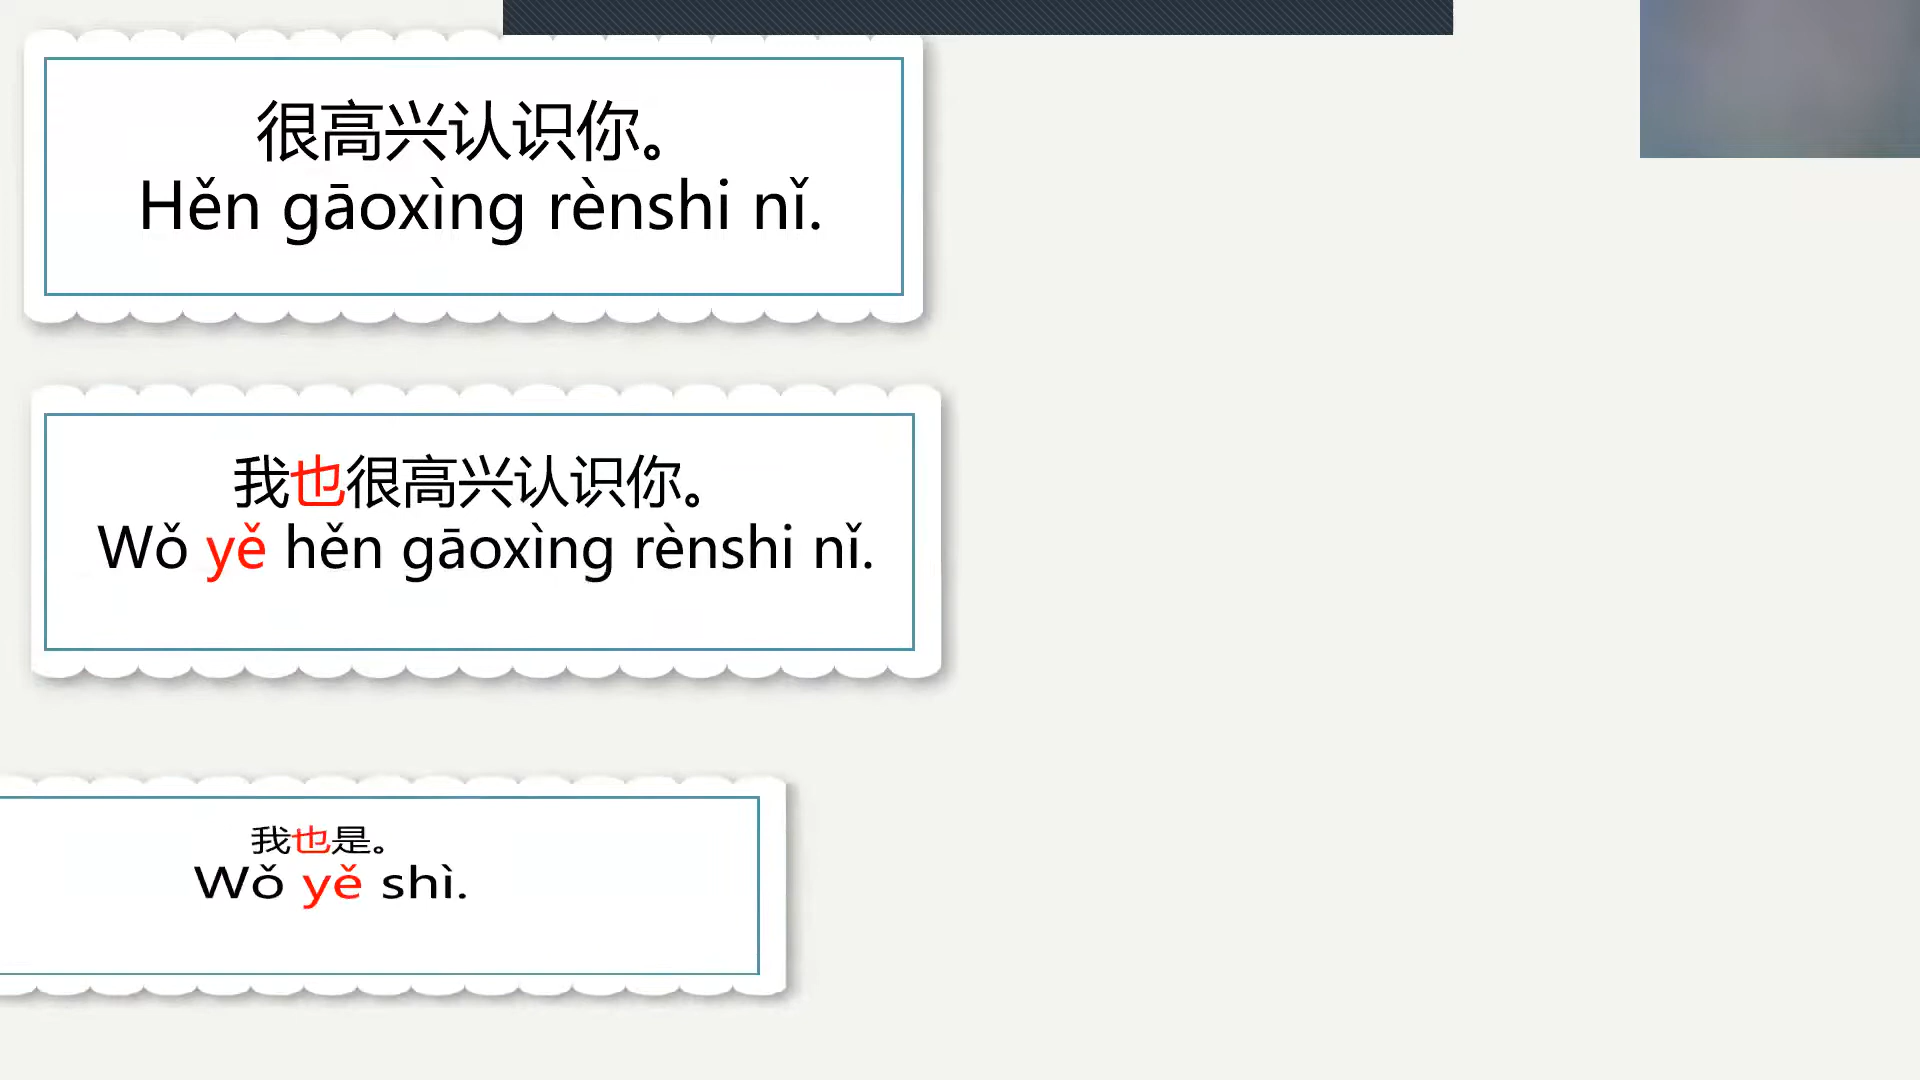 很高兴认识你。
Hěn gāoxìng rènshi nǐ.
我也很高兴认识你。
Wǒ yě hěn gāoxìng rènshi nǐ.
我也是。
Wǒ yě shì.